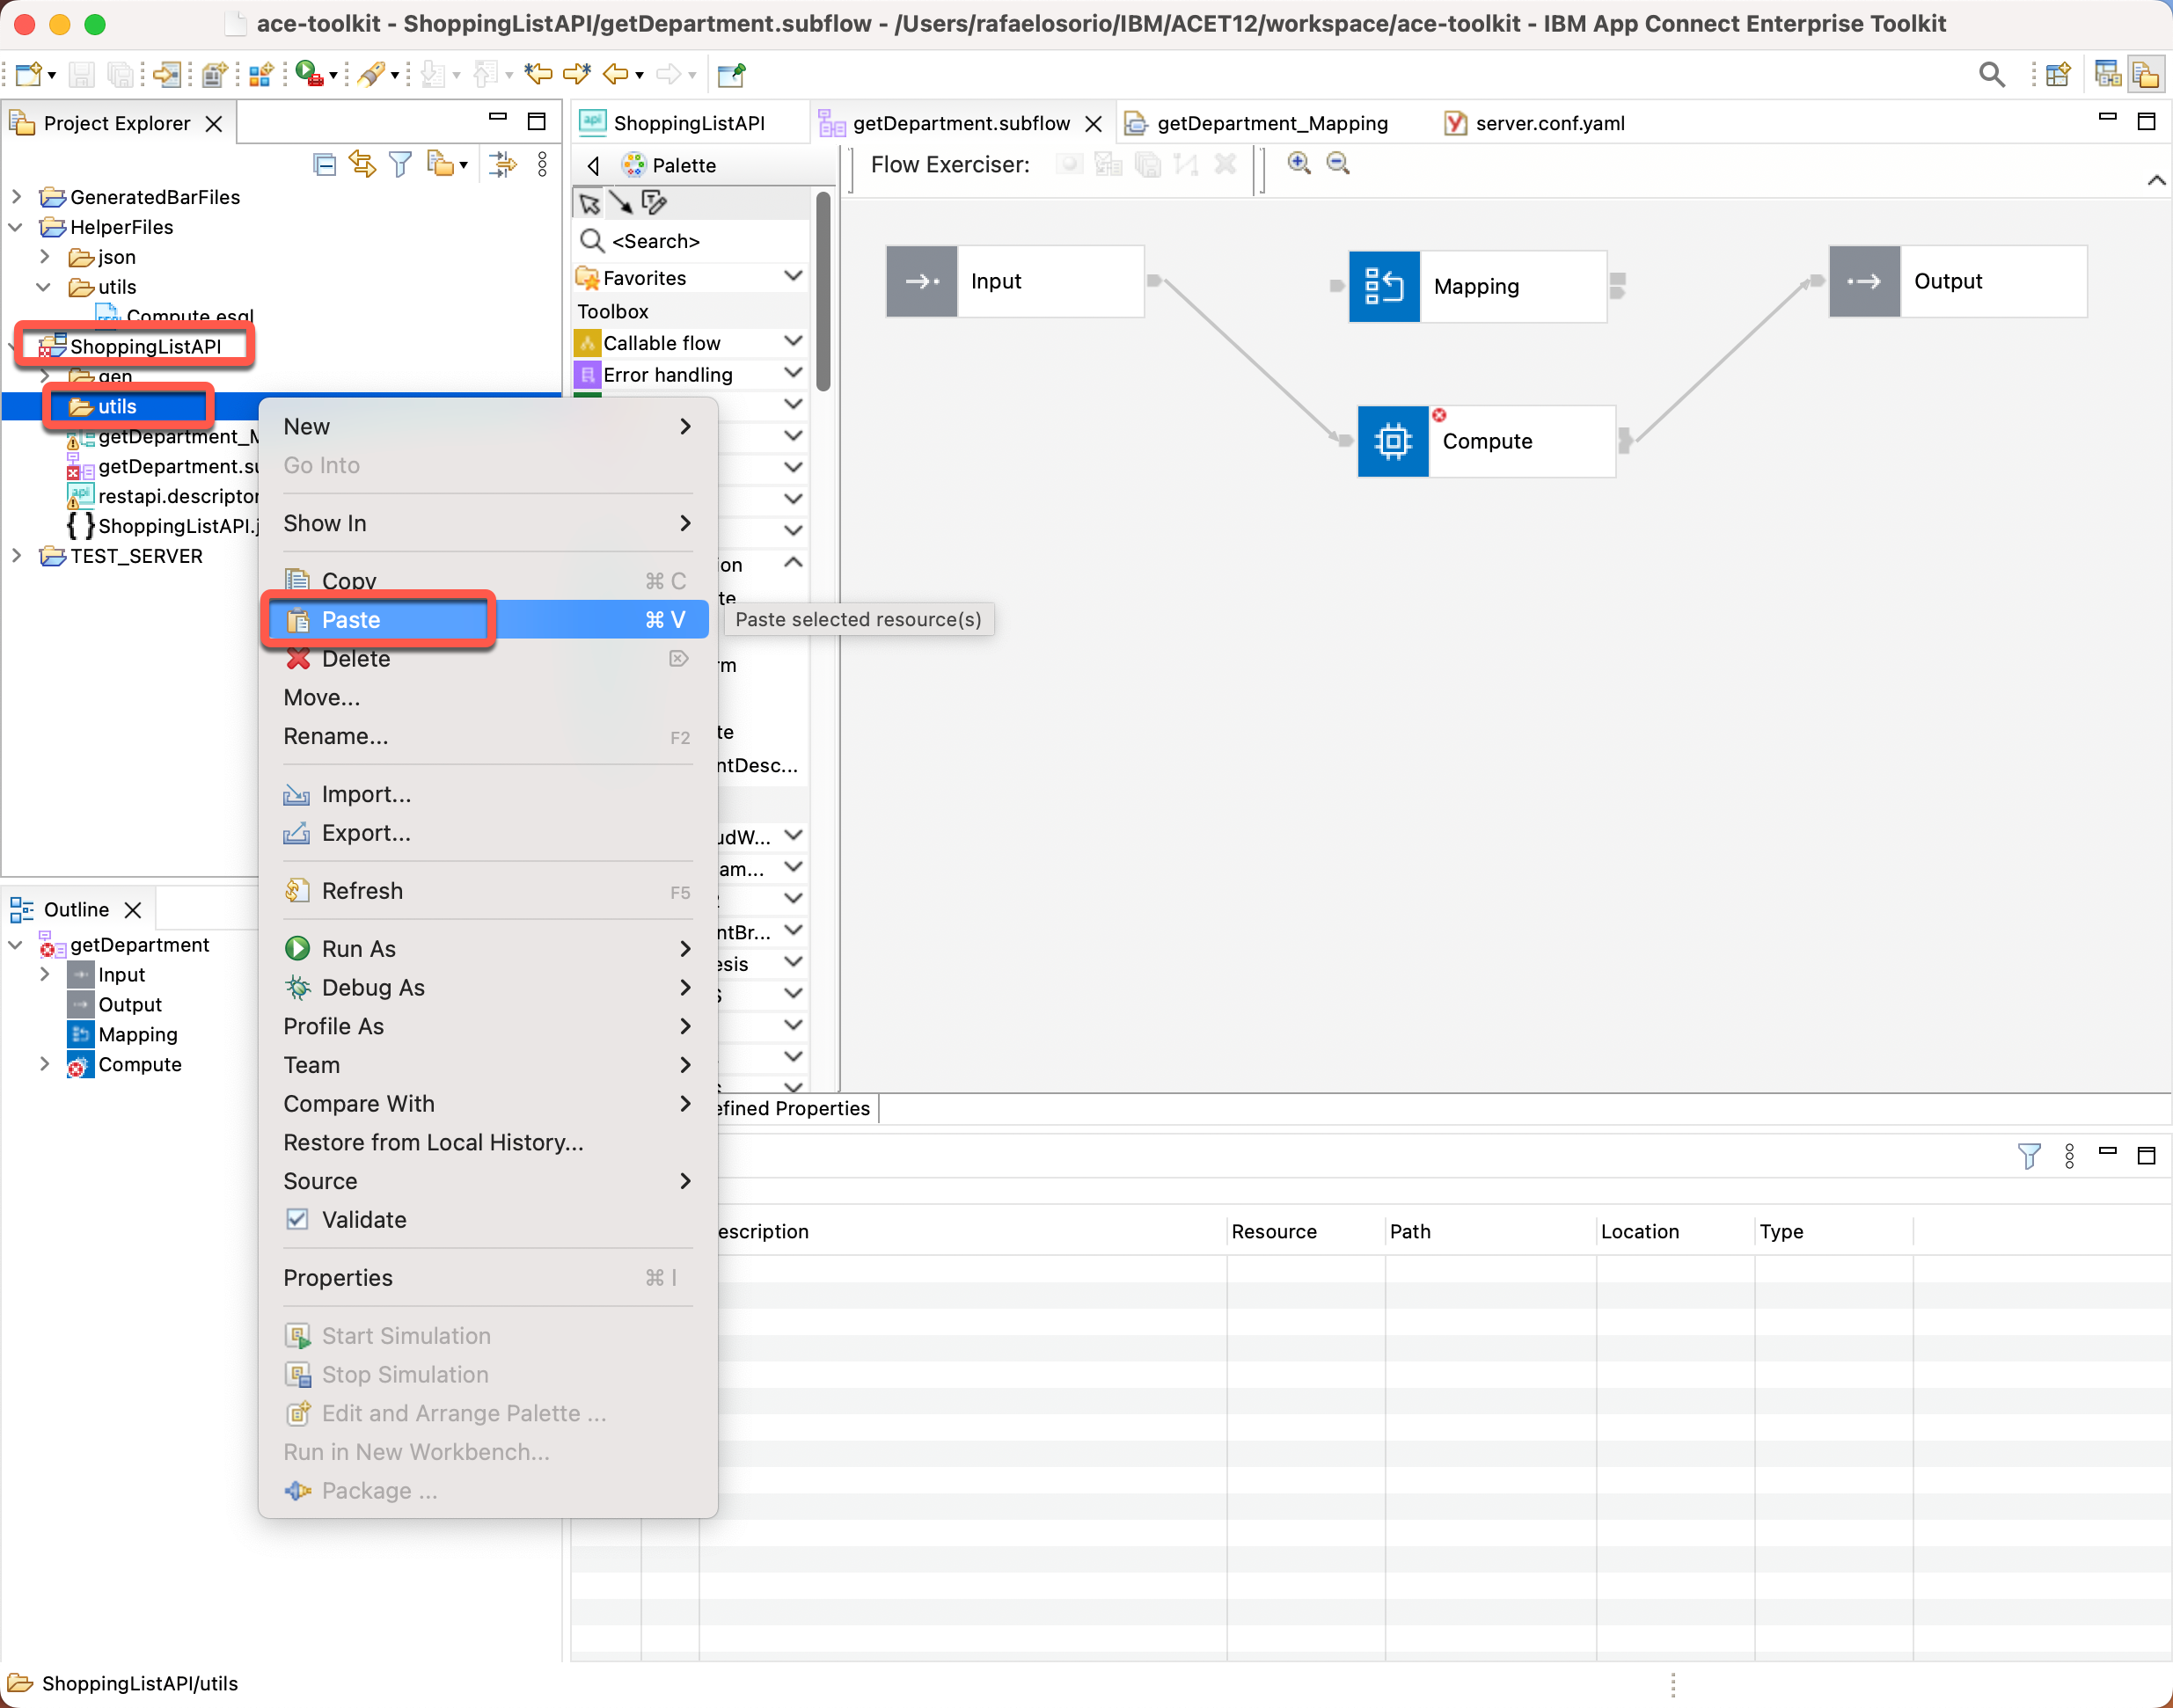 ace-toolkit - ShoppingListAPI/getDepartment.subflow - /Users/rafaelosorio/IBM/ACET12/workspace/ace-toolkit - IBM App Connect Enterprise Toolkit
Project Explorer
GeneratedBarFiles
HelperFiles
json
utils
Compute.esql
ShoppingListAPI
gen
utils
getDepartment_M
getDepartment.su
restapi.descriptor
{ } ShoppingListAPI.j
TEST_SERVER
ShoppingListAPI
getDepartment.subflow
getDepartment_Mapping
server.conf.yaml
Palette
<Search>
Favorites
Toolbox
Callable flow
Error handling
on
te
rm
te
ntDesc...
udW...
am...
ntBr...
esis
Flow Exerciser:
Input
Mapping
Output
Compute
New
Go Into
Show In
Copy ⌘ C
Paste ⌘ V
Paste selected resource(s)
Delete
Move...
Rename... F2
Import...
Export...
Refresh F5
Run As
Debug As
Profile As
Team
Compare With
Restore from Local History...
Source
Validate
Properties ⌘ I
Start Simulation
Stop Simulation
Edit and Arrange Palette ...
Run in New Workbench...
Package ...
Outline
getDepartment
Input
Output
Mapping
Compute
efined Properties
escription Resource Path Location Type
ShoppingListAPI/utils